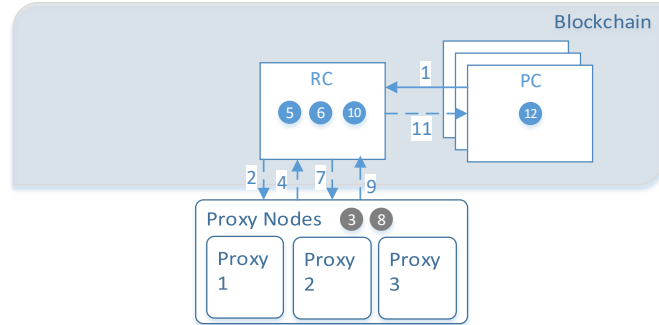 Blockchain
RC
1
PC
5 6 10
11
12
2 4 7 9
Proxy Nodes 3 8
Proxy 1
Proxy 2
Proxy 3